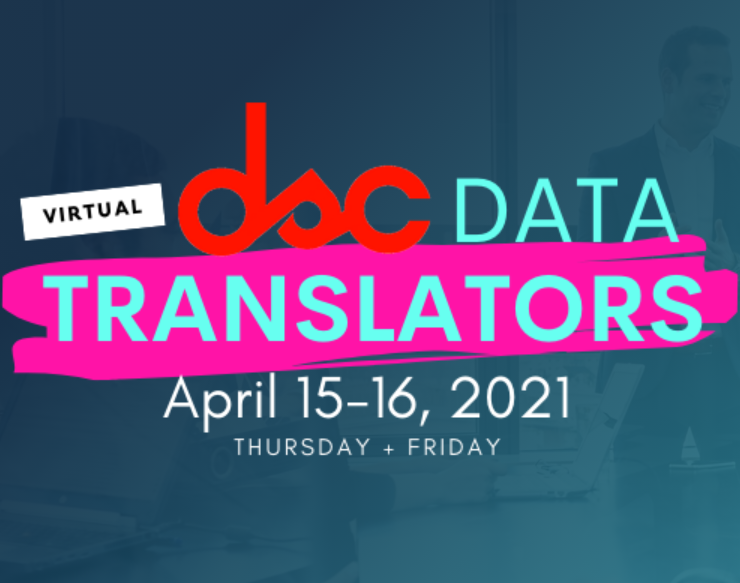 VIRTUAL
dsc DATA
TRANSLATORS
April 15-16, 2021
THURSDAY + FRIDAY